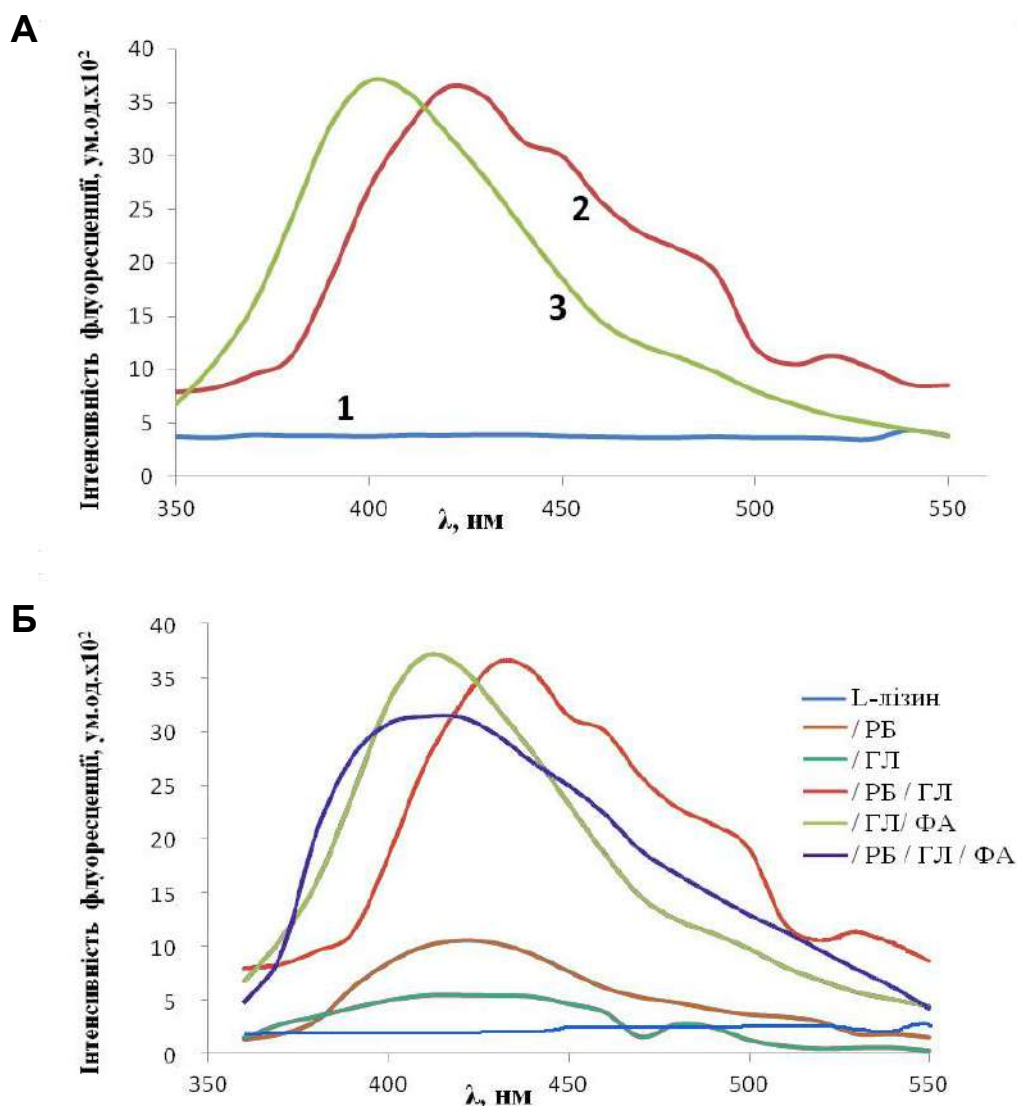 А
Інтенсивність флуоресценції, ум.од.х10²
40
35
30
25
20
15
10
5
0
1
2
3
350 400 450 500 550
λ, нм
Б
Інтенсивність флуоресценції, ум.од.х10²
40
35
30
25
20
15
10
5
0
350 400 450 500 550
λ, нм
L-лізин
/ РБ
/ ГЛ
/ РБ / ГЛ
/ ГЛ/ ФА
/ РБ / ГЛ / ФА